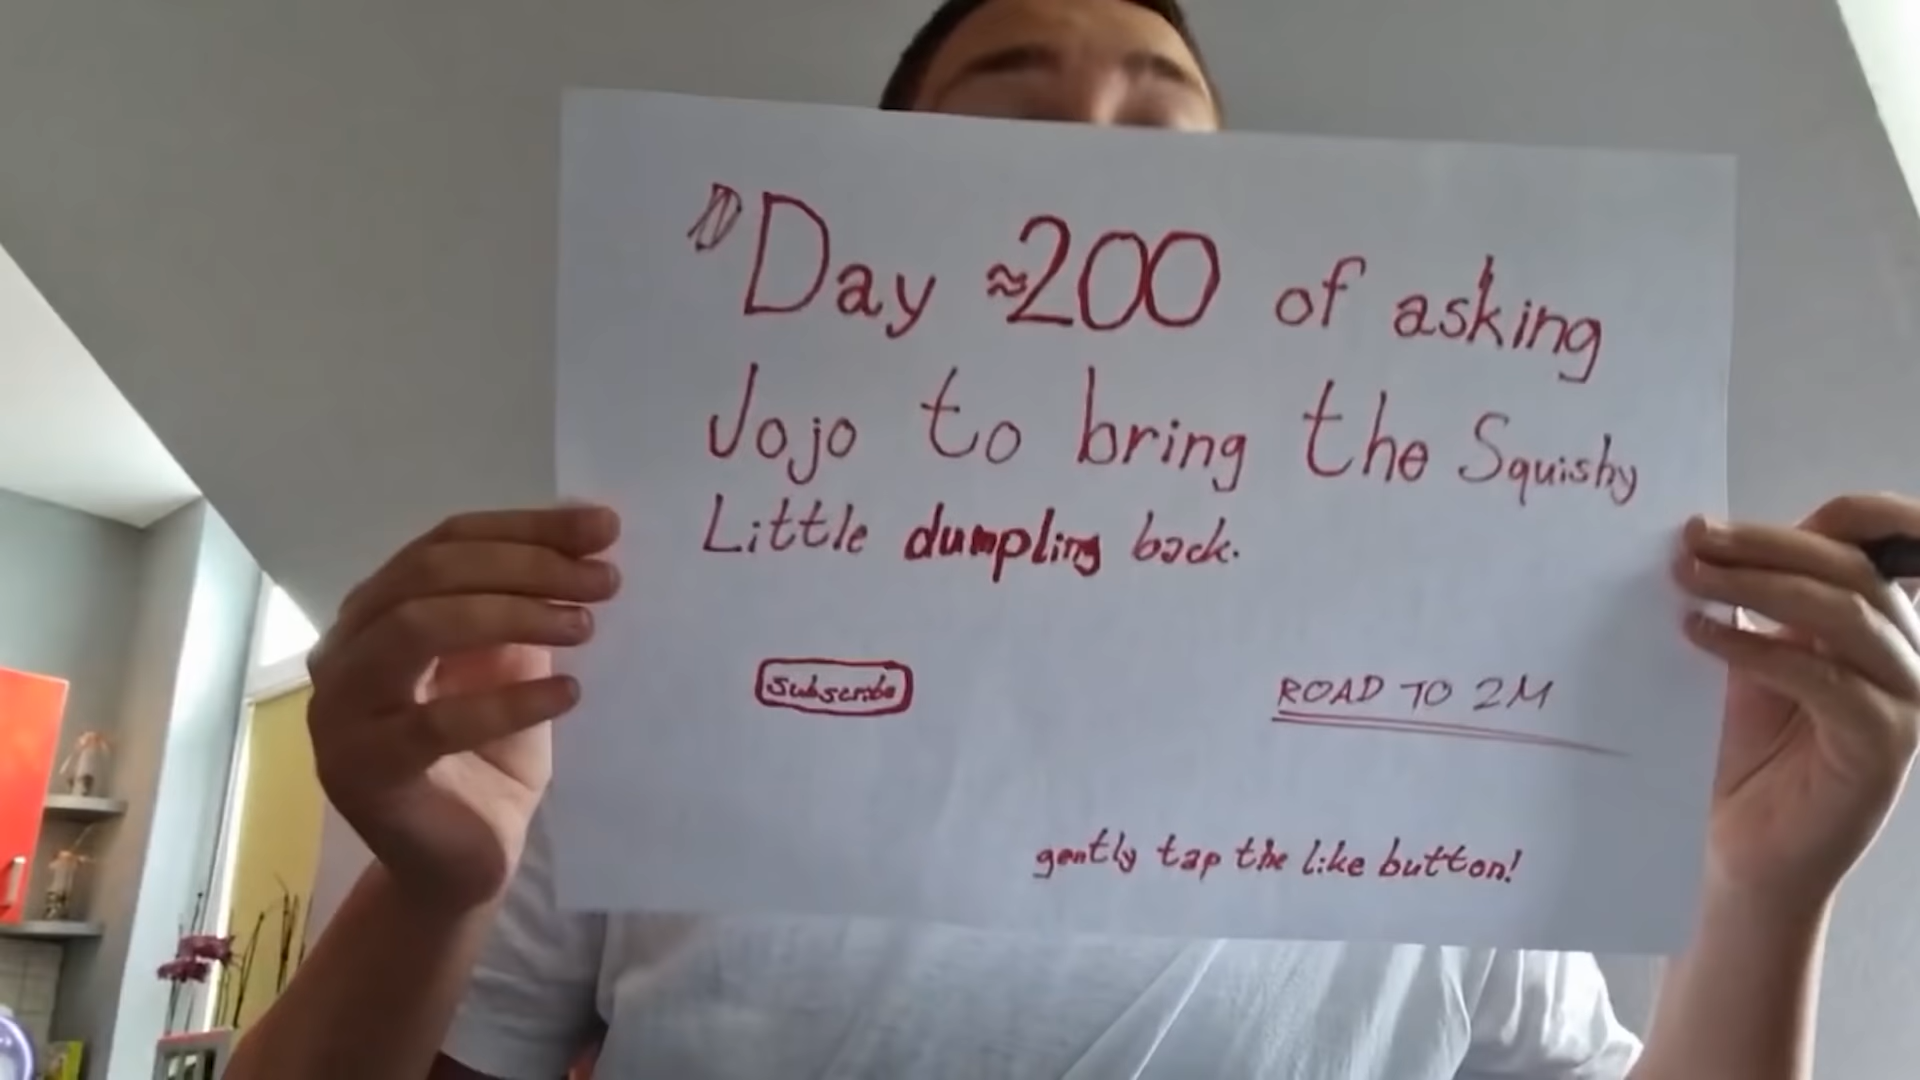 Day ≈200 of asking
Jojo to bring the Squishy
Little dumpling back.
Subscribe
ROAD TO 2M
gently tap the like button!